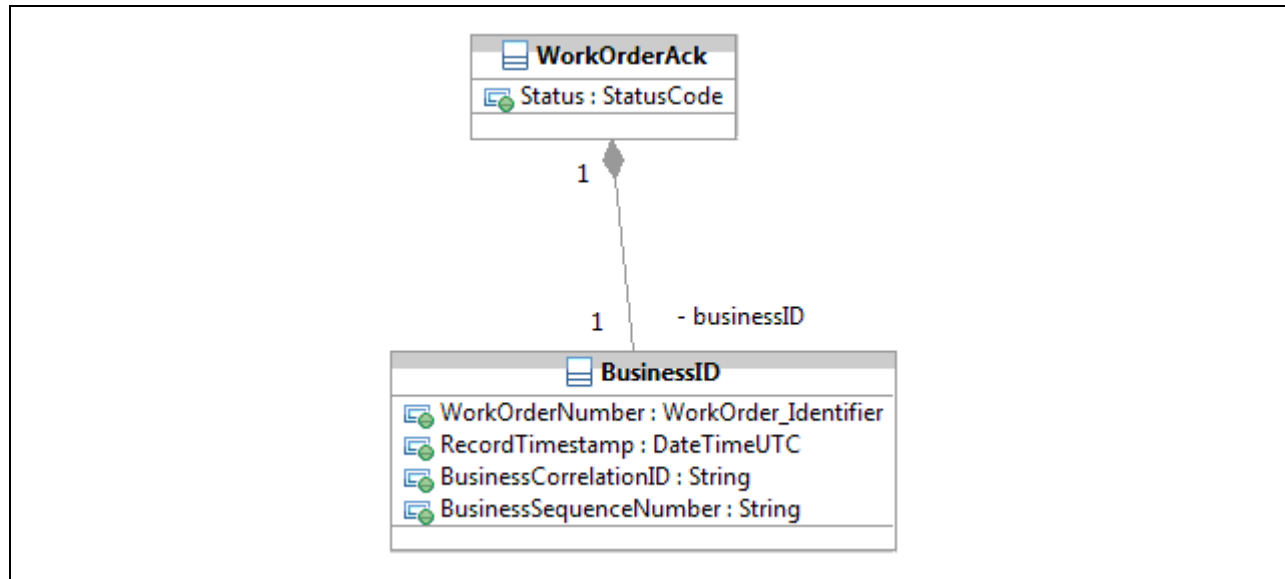 WorkOrderAck
Status : StatusCode
1
1
- businessID
BusinessID
WorkOrderNumber : WorkOrder_Identifier
RecordTimestamp : DateTimeUTC
BusinessCorrelationID : String
BusinessSequenceNumber : String